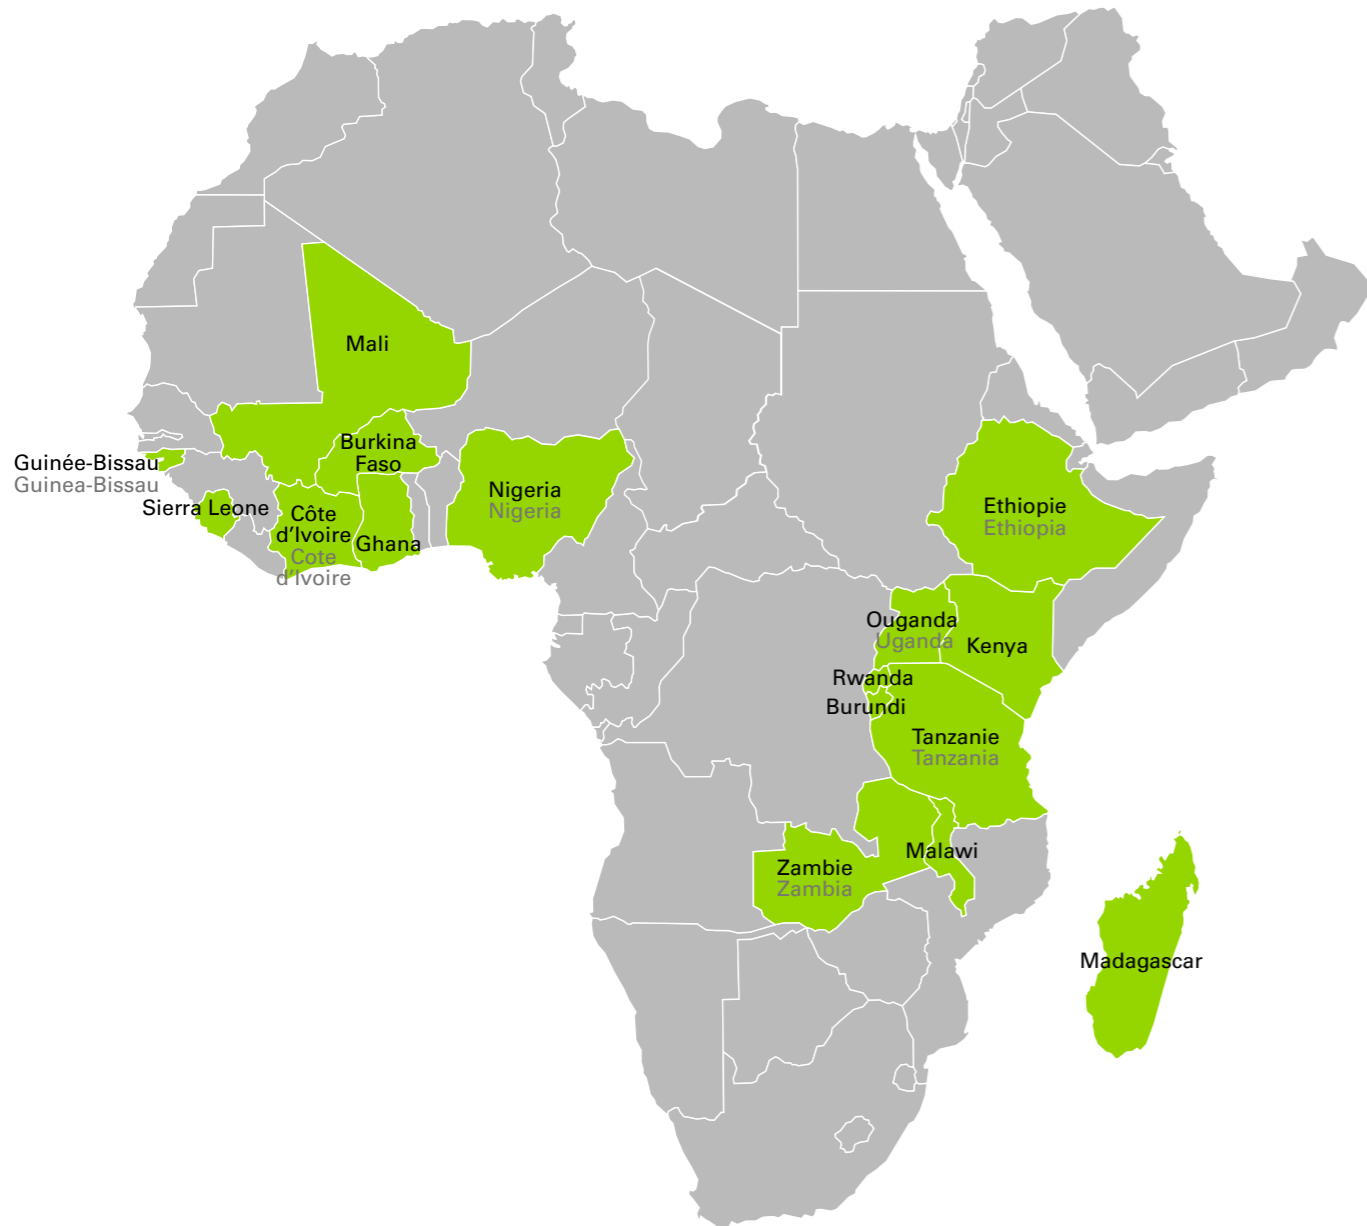 Mali
Burkina
Faso
Guinée-Bissau
Guinea-Bissau
Sierra Leone
Côte
d'Ivoire
Cote
d'Ivoire
Ghana
Nigeria
Nigeria
Ethiopie
Ethiopia
Ouganda
Uganda
Kenya
Rwanda
Burundi
Tanzanie
Tanzania
Malawi
Zambie
Zambia
Madagascar